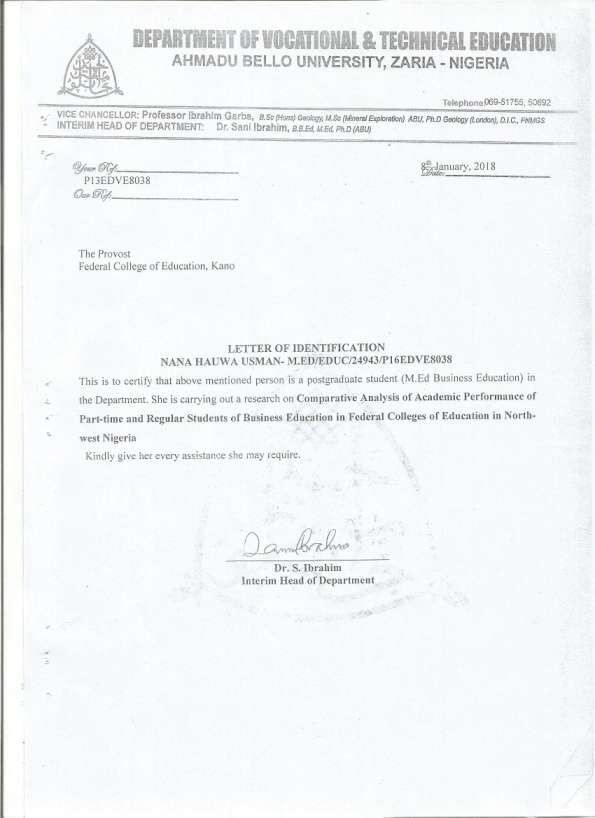 DEPARTMENT OF VOCATIONAL & TECHNICAL EDUCATION
AHMADU BELLO UNIVERSITY, ZARIA - NIGERIA
Telephone:069-51755, 50692
VICE CHANCELLOR: Professor Ibrahim Garba, B.Sc (Hons) Geology, M.Sc (Mineral Exploration) ABU, Ph.D Geology (London), D.I.C., FNMGS
INTERIM HEAD OF DEPARTMENT: Dr. Sani Ibrahim, B.B.Ed, M.Ed, Ph.D (ABU)
Your Ref:
8th January, 2018
Date:
P13EDVE8038
Our Ref:
The Provost
Federal College of Education, Kano
LETTER OF IDENTIFICATION
NANA HAUWA USMAN- M.ED/EDUC/24943/P16EDVE8038
This is to certify that above mentioned person is a postgraduate student (M.Ed Business Education) in
the Department. She is carrying out a research on Comparative Analysis of Academic Performance of
Part-time and Regular Students of Business Education in Federal Colleges of Education in North-
west Nigeria
Kindly give her every assistance she may require.
Dr. S. Ibrahim
Interim Head of Department